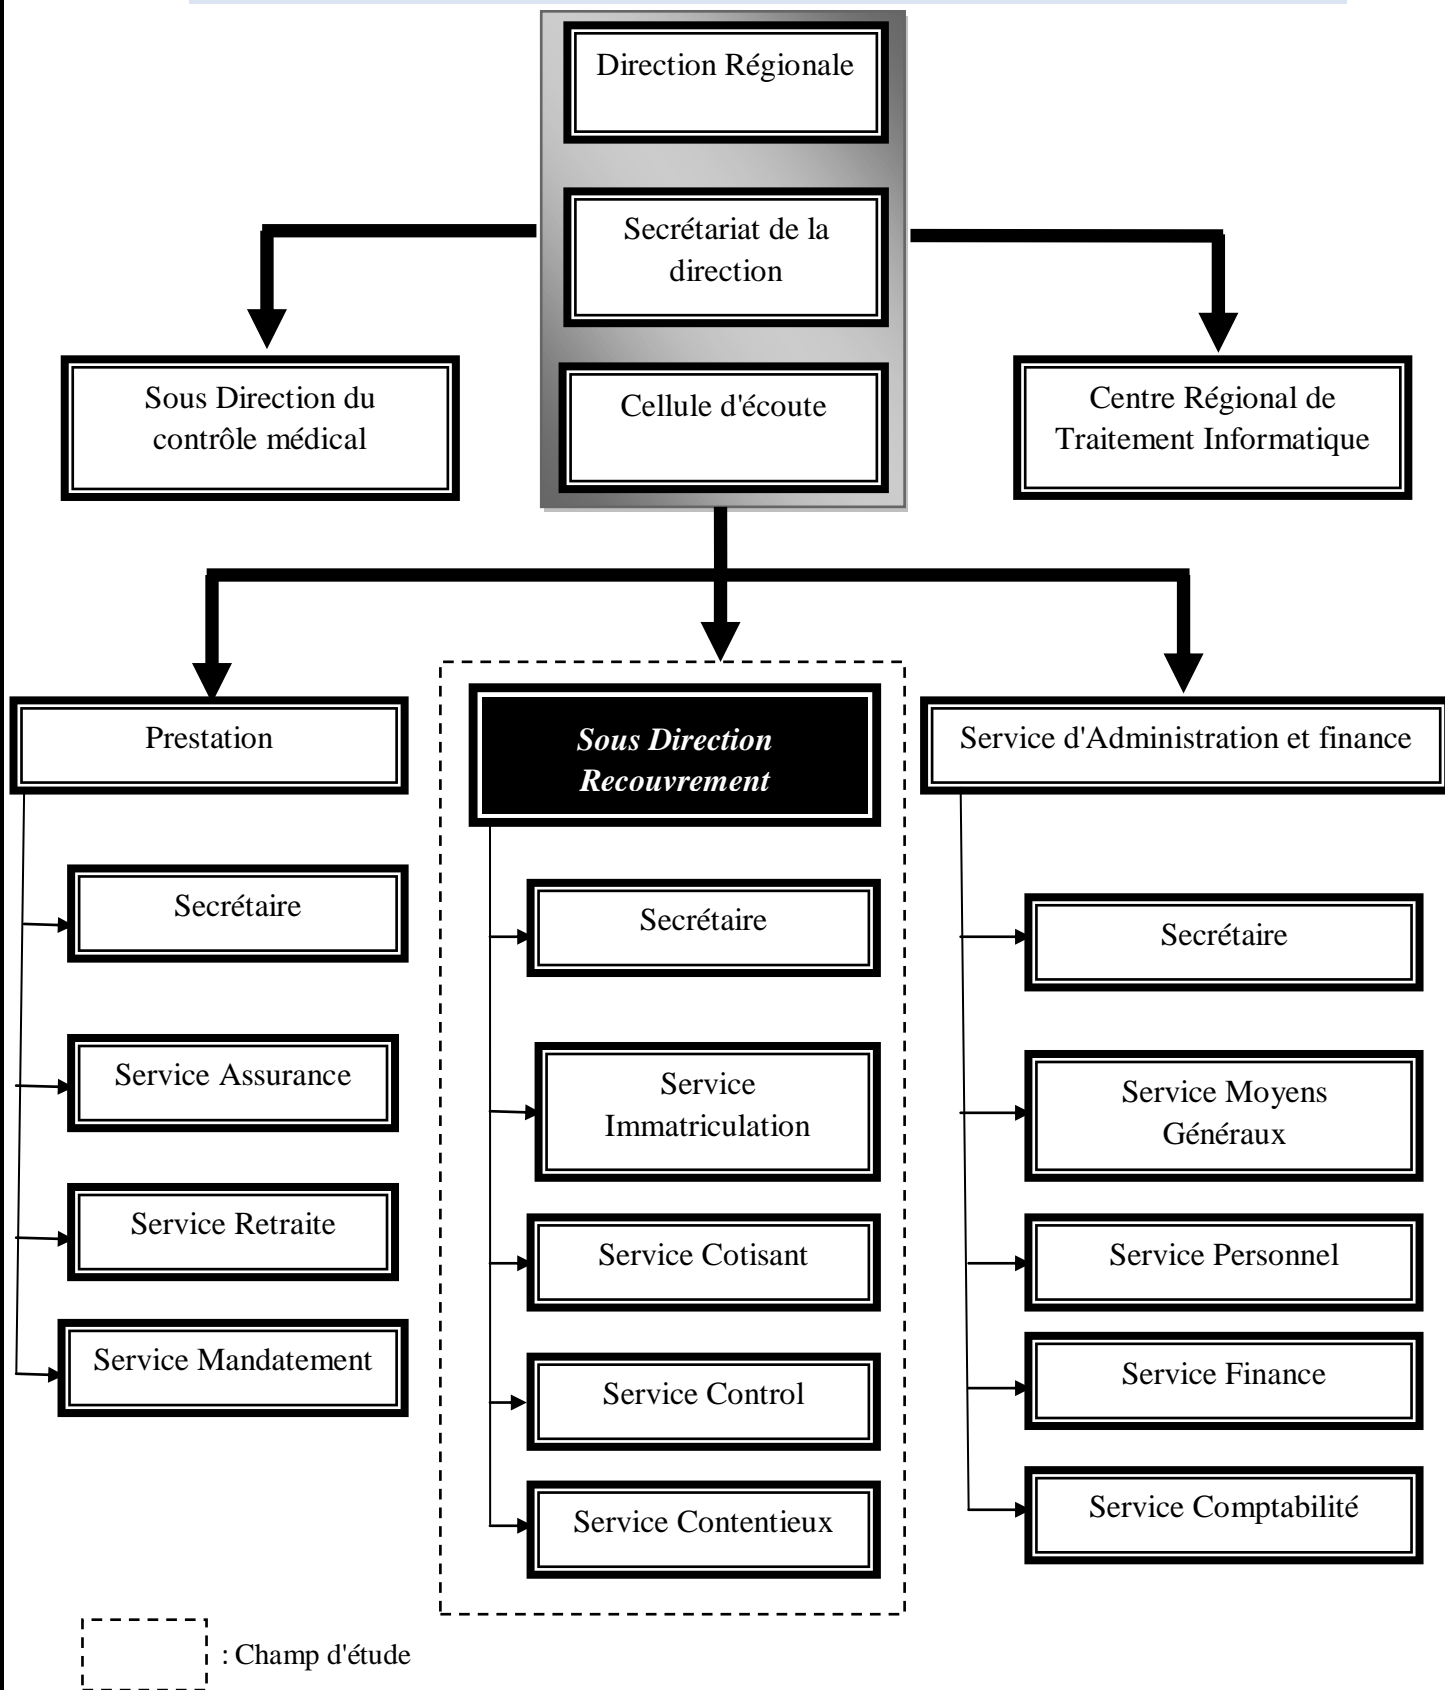 Direction Régionale
Secrétariat de la
direction
Cellule d'écoute
Sous Direction du
contrôle médical
Centre Régional de
Traitement Informatique
Prestation
Secrétaire
Service Assurance
Service Retraite
Service Mandatement
Sous Direction
Recouvrement
Secrétaire
Service
Immatriculation
Service Cotisant
Service Control
Service Contentieux
Service d'Administration et finance
Secrétaire
Service Moyens
Généraux
Service Personnel
Service Finance
Service Comptabilité
: Champ d'étude